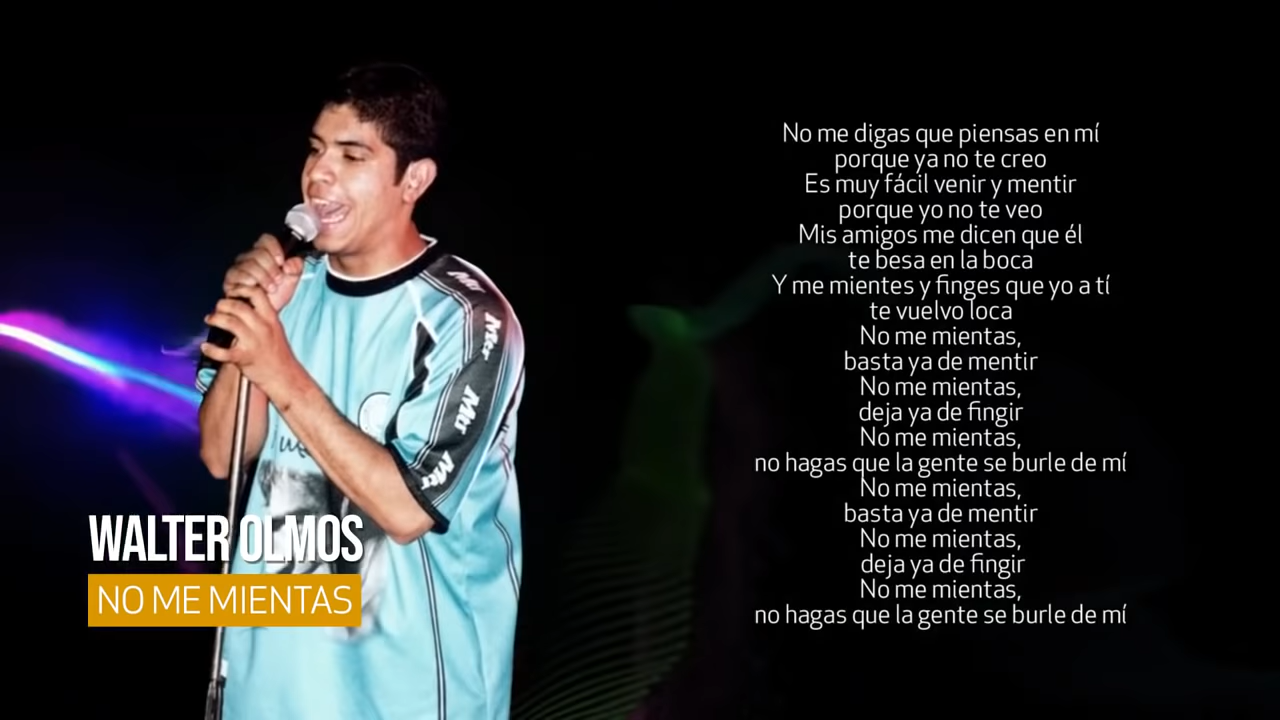 WALTER OLMOS
NO ME MIENTAS
No me digas que piensas en mí
porque ya no te creo
Es muy fácil venir y mentir
porque yo no te veo
Mis amigos me dicen que él
te besa en la boca
Y me mientes y finges que yo a tí
te vuelvo loca
No me mientas,
basta ya de mentir
No me mientas,
deja ya de fingir
No me mientas,
no hagas que la gente se burle de mí
No me mientas,
basta ya de mentir
No me mientas,
deja ya de fingir
No me mientas,
no hagas que la gente se burle de mí
Mtr
Mtr
Mtr
Mtr